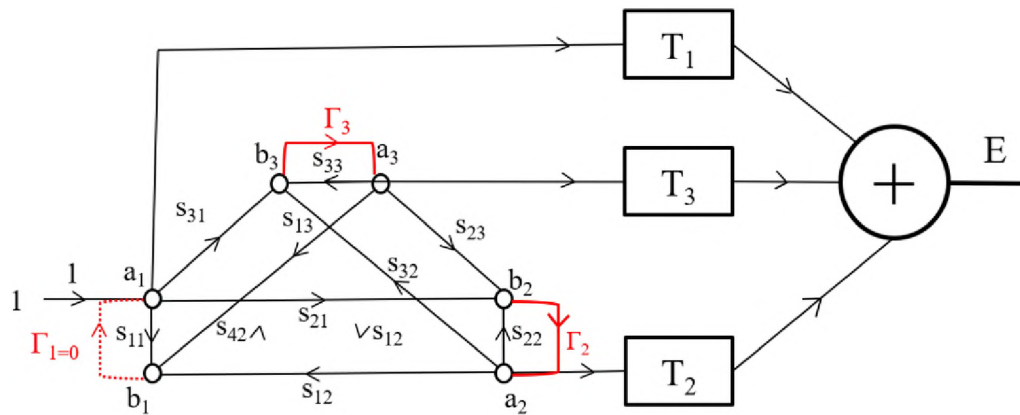 T₁
Γ₃
b₃
a₃
s₃₃
T₃
E
+
s₃₁
s₁₃
s₂₃
s₃₂
1
1
a₁
b₂
s₂₁
s₁₁
s₄₂∧
∨s₁₂
s₂₂
Γ₂
Γ₁₌₀
b₁
s₁₂
a₂
T₂